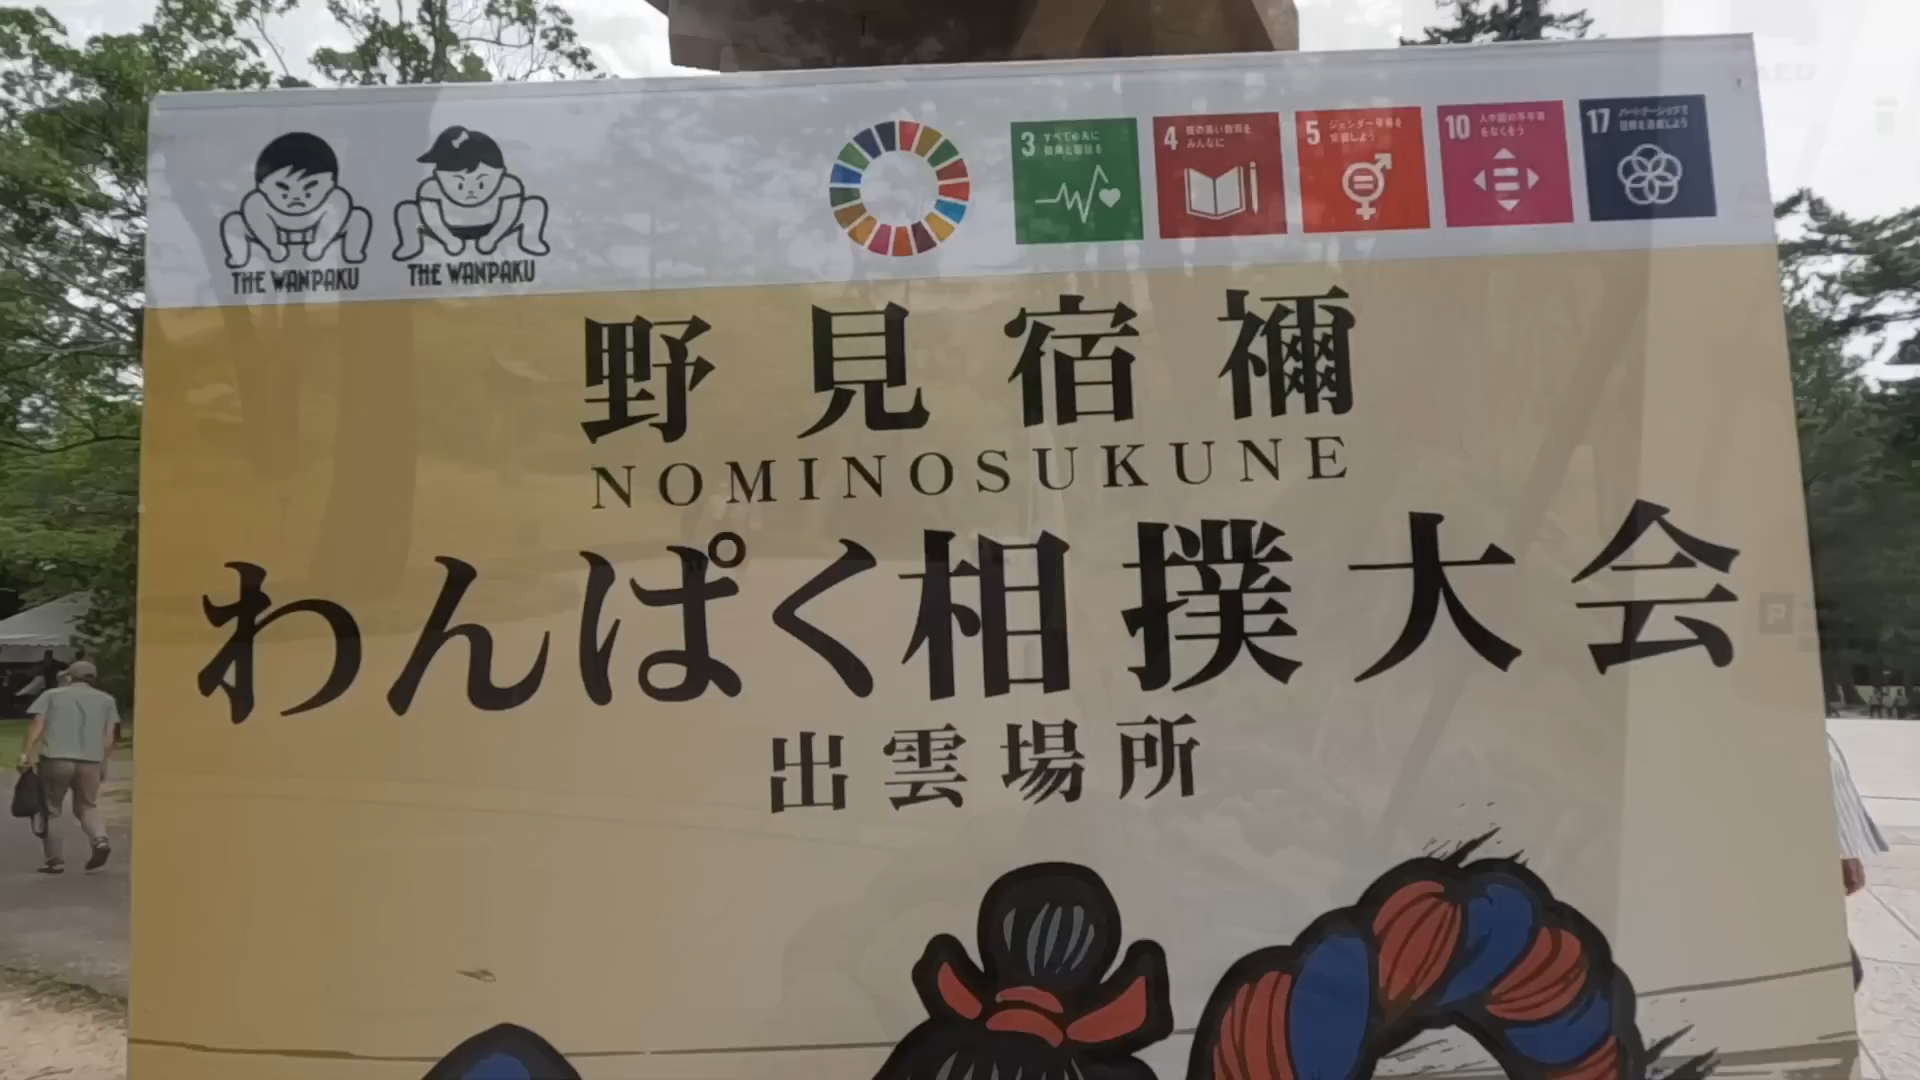 THE WANPAKU
THE WANPAKU
3 すべての人に
健康と福祉を
4 質の高い教育を
みんなに
5 ジェンダー平等を
実現しよう
10 人や国の不平等
をなくそう
17 パートナーシップで
目標を達成しよう
野見宿禰
NOMINOSUKUNE
わんぱく相撲大会
出雲場所
P